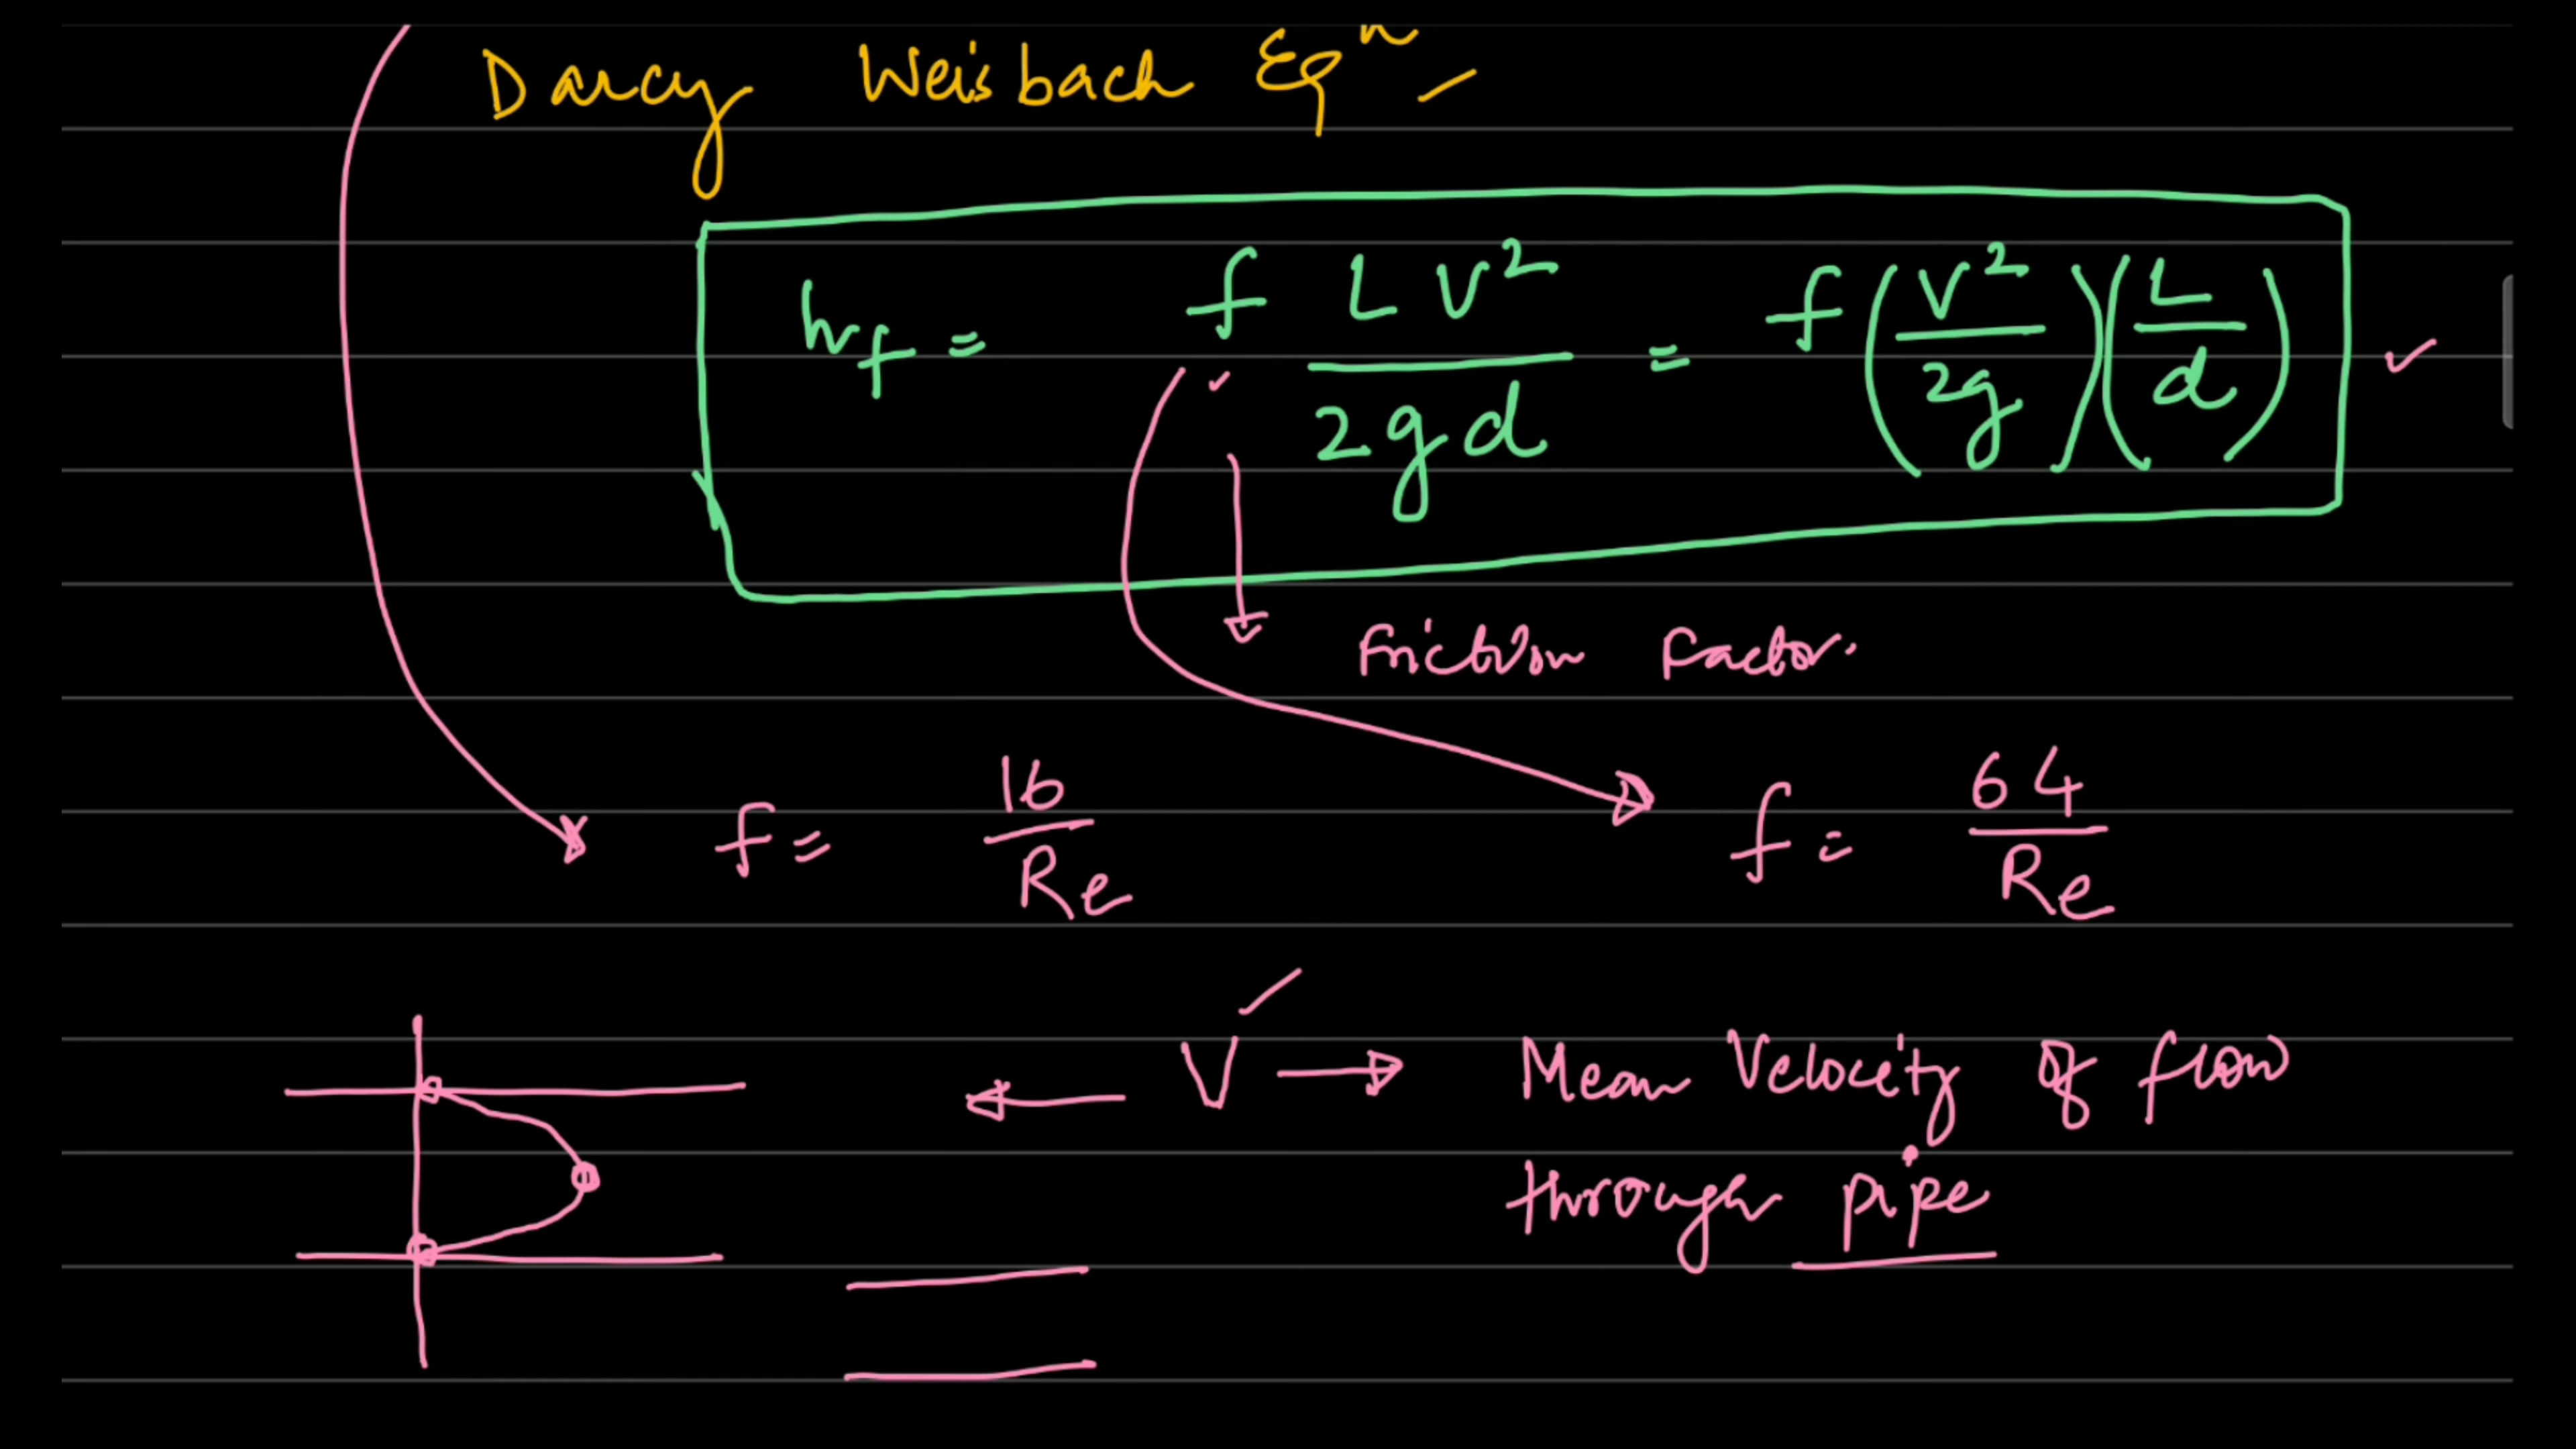 Darcy Weisbach Eqⁿ -
hf = f LV²/2gd = f(V²/2g)(L/d) ✓
✓
Friction Factor.
f = 16/Re f = 64/Re
V → Mean Velocity of flow
through pipe